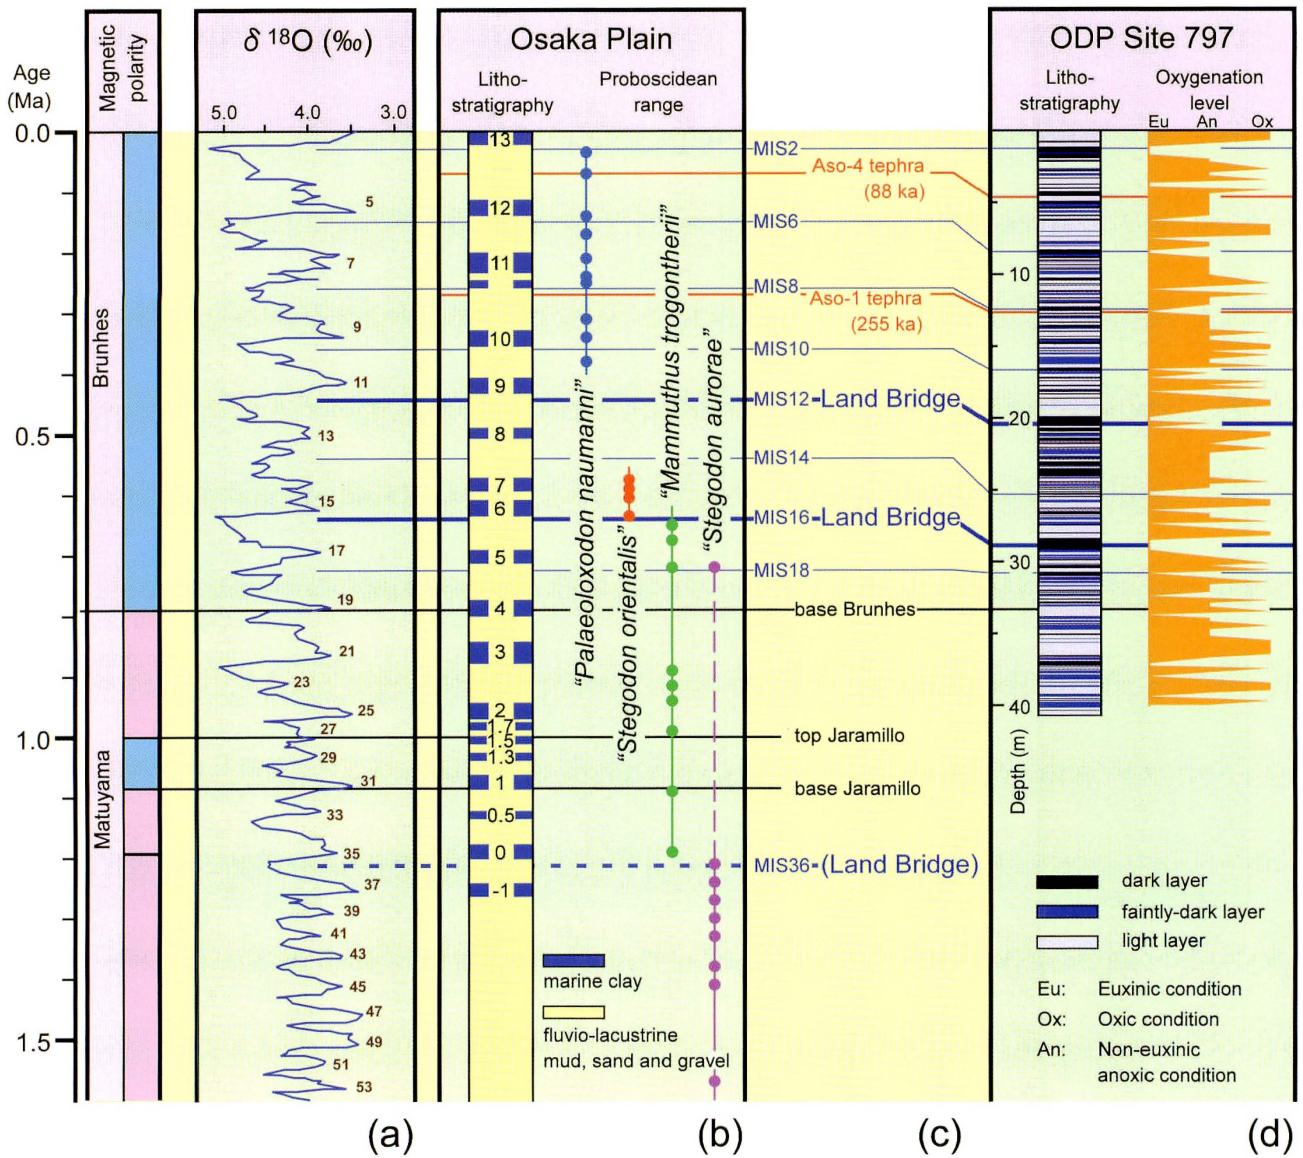 Age
(Ma)
Magnetic
polarity
δ 18O (‰)
5.0 4.0 3.0
Osaka Plain
Litho-
stratigraphy
Proboscidean
range
ODP Site 797
Litho-
stratigraphy
Oxygenation
level
Eu An Ox
0.0
0.5
1.0
1.5
Brunhes
Matuyama
5
7
9
11
13
15
17
19
21
23
25
27
29
31
33
35
37
39
41
43
45
47
49
51
53
13
12
11
10
9
8
7
6
5
4
3
2
1.7
1.5
1.3
1
0.5
0
-1
“Palaeoloxodon naumanni”
“Stegodon orientalis”
“Mammuthus trogontherii”
“Stegodon aurorae”
marine clay
fluvio-lacustrine
mud, sand and gravel
MIS2
Aso-4 tephra
(88 ka)
MIS6
MIS8
Aso-1 tephra
(255 ka)
MIS10
MIS12 Land Bridge
MIS14
MIS16 Land Bridge
MIS18
base Brunhes
top Jaramillo
base Jaramillo
MIS36 (Land Bridge)
10
20
30
40
Depth (m)
dark layer
faintly-dark layer
light layer
Eu: Euxinic condition
Ox: Oxic condition
An: Non-euxinic
anoxic condition
(a)
(b)
(c)
(d)